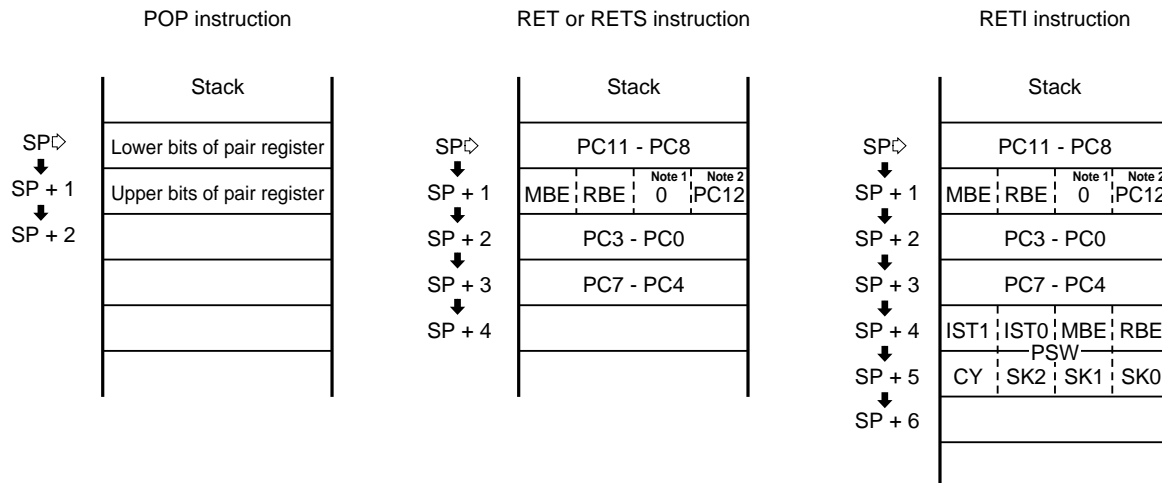 POP instruction
Stack
SP
Lower bits of pair register
SP + 1
Upper bits of pair register
SP + 2
RET or RETS instruction
Stack
SP
PC11 - PC8
SP + 1
MBE RBE 0 Note 1 PC12 Note 2
SP + 2
PC3 - PC0
SP + 3
PC7 - PC4
SP + 4
RETI instruction
Stack
SP
PC11 - PC8
SP + 1
MBE RBE 0 Note 1 PC12 Note 2
SP + 2
PC3 - PC0
SP + 3
PC7 - PC4
SP + 4
IST1 IST0 MBE RBE
PSW
SP + 5
CY SK2 SK1 SK0
SP + 6